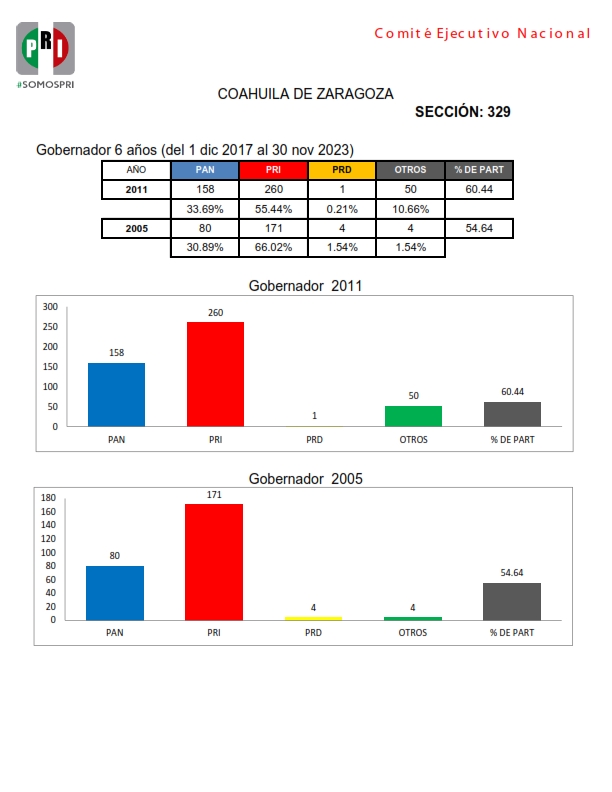 Comité Ejecutivo Nacional
PRI
#SOMOSPRI
COAHUILA DE ZARAGOZA
SECCIÓN: 329
Gobernador 6 años (del 1 dic 2017 al 30 nov 2023)
AÑO PAN PRI PRD OTROS % DE PART
2011 158 260 1 50 60.44
33.69% 55.44% 0.21% 10.66%
2005 80 171 4 4 54.64
30.89% 66.02% 1.54% 1.54%
Gobernador 2011
300
250
200
150
100
50
0
158
260
1
50
60.44
PAN PRI PRD OTROS % DE PART
Gobernador 2005
180
160
140
120
100
80
60
40
20
0
80
171
4
4
54.64
PAN PRI PRD OTROS % DE PART